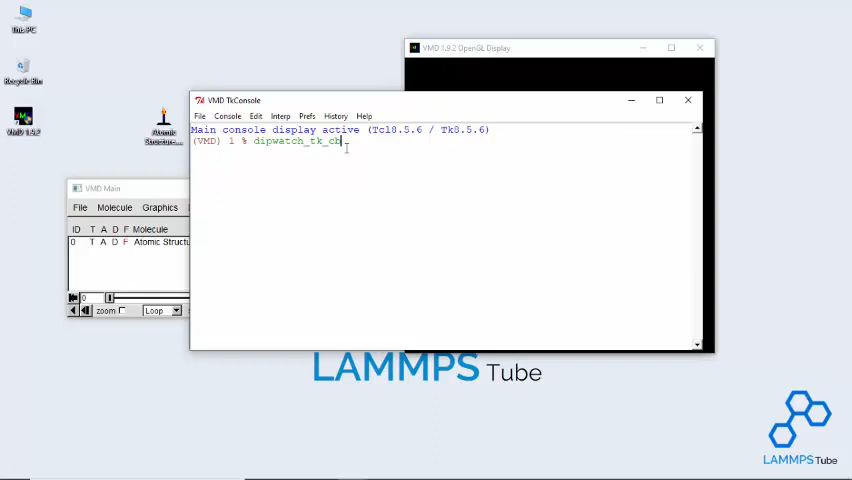 This PC
Recycle Bin
VMD 1.9.2
Atomic
Structure....
VMD 1.9.2 OpenGL Display
VMD TkConsole
File Console Edit Interp Prefs History Help
Main console display active (Tcl8.5.6 / Tk8.5.6)
(VMD) 1 % dipwatch_tk_cb
VMD Main
File Molecule Graphics
ID T A D F Molecule
0 T A D F Atomic Structu
0
zoom Loop
LAMMPS Tube
LAMMPS Tube